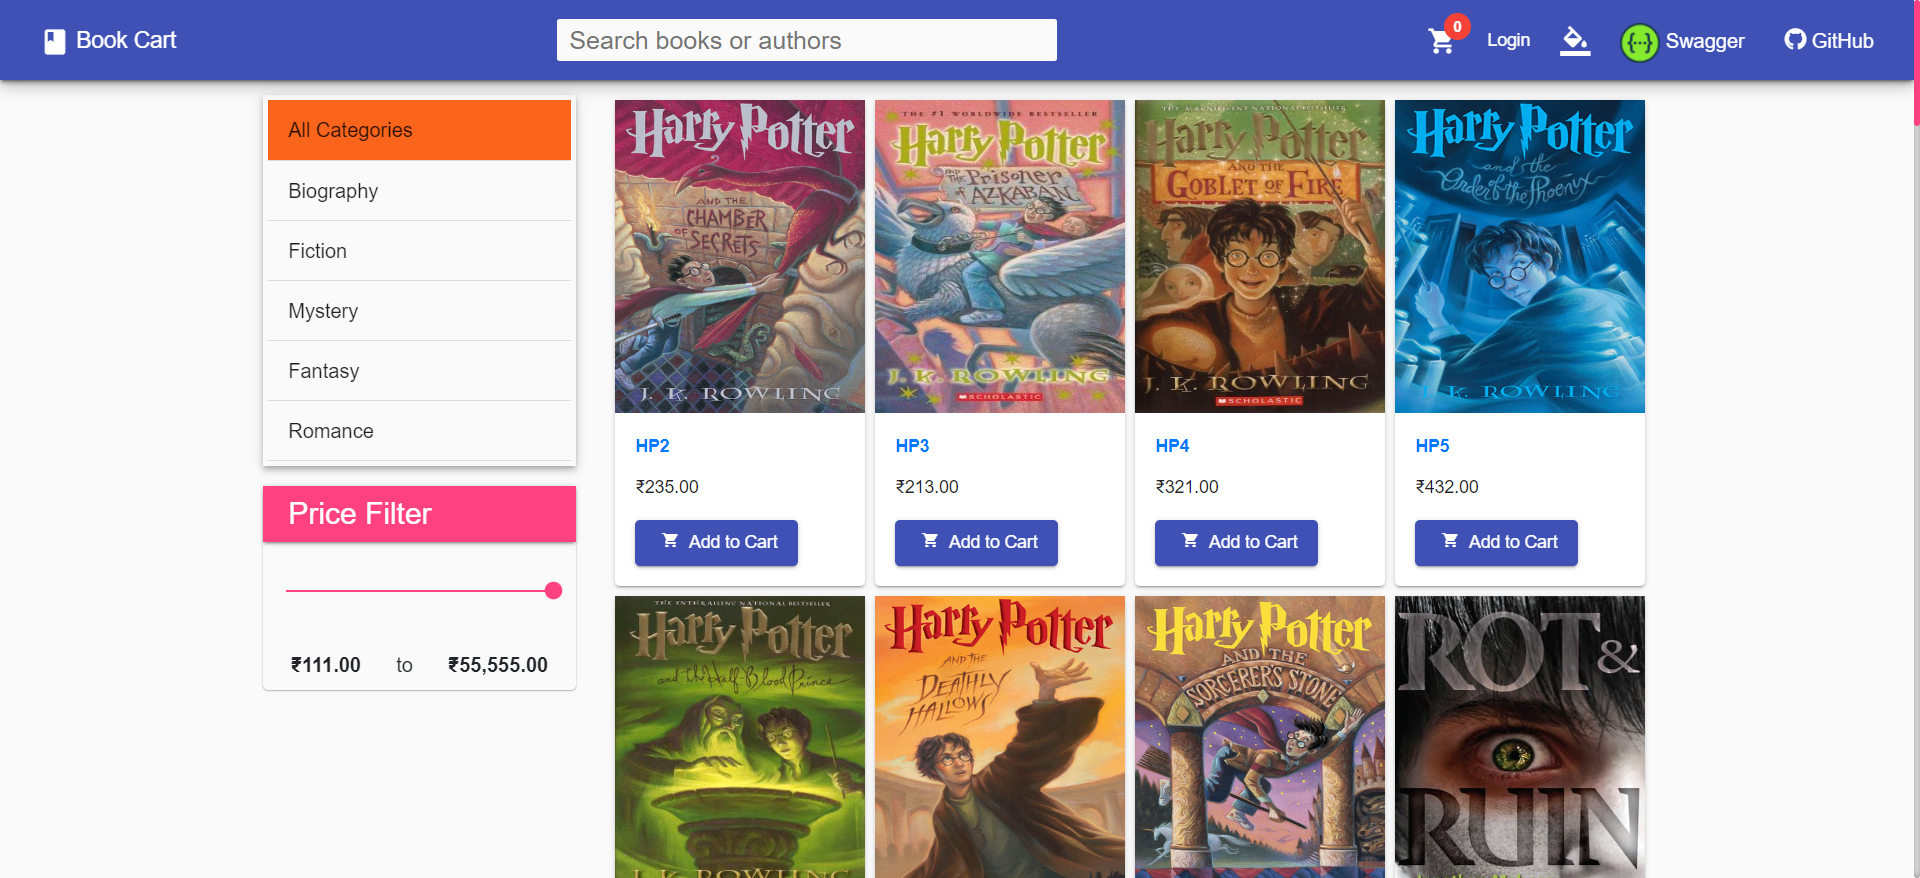 Book Cart
Search books or authors
0
Login
Swagger
GitHub
All Categories
Biography
Fiction
Mystery
Fantasy
Romance
Price Filter
₹111.00 to ₹55,555.00
Harry Potter
AND THE
CHAMBER
OF SECRETS
J. K. ROWLING
HP2
₹235.00
Add to Cart
THE #1 WORLDWIDE BESTSELLER
Harry Potter
AND THE Prisoner
of AZKABAN
J. K. ROWLING
SCHOLASTIC
HP3
₹213.00
Add to Cart
Harry Potter
AND THE
GOBLET OF FIRE
J. K. ROWLING
SCHOLASTIC
HP4
₹321.00
Add to Cart
Harry Potter
and the
Order of the Phoenix
J. K. ROWLING
HP5
₹432.00
Add to Cart
THE ENTHRALLING NATIONAL BESTSELLER
Harry Potter
and the Half-Blood Prince
J. K. ROWLING
Harry Potter
AND THE
DEATHLY
HALLOWS
Harry Potter
AND THE
SORCERER'S STONE
ROT &
RUIN